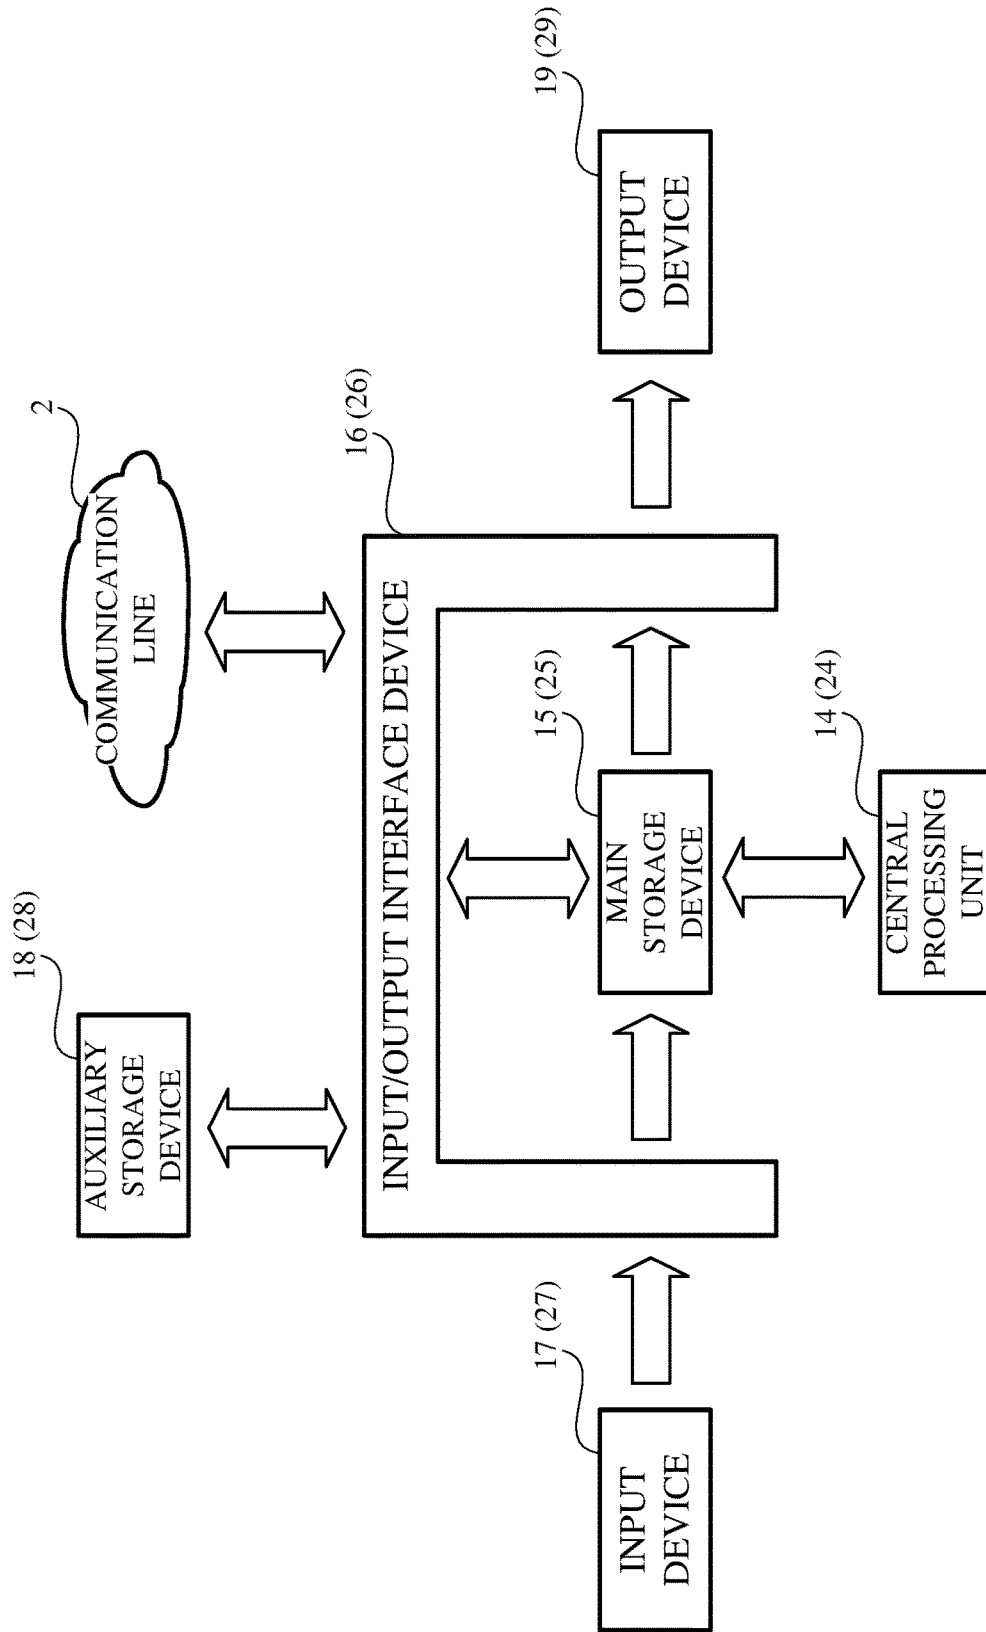 18 (28)
AUXILIARY
STORAGE
DEVICE
2
COMMUNICATION
LINE
16 (26)
INPUT/OUTPUT INTERFACE DEVICE
17 (27)
INPUT
DEVICE
15 (25)
MAIN
STORAGE
DEVICE
19 (29)
OUTPUT
DEVICE
14 (24)
CENTRAL
PROCESSING
UNIT